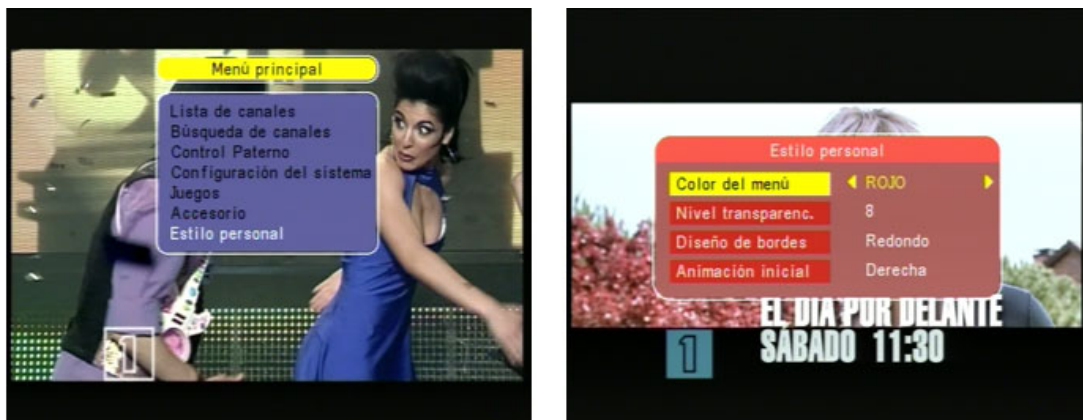 Menú principal
Lista de canales
Búsqueda de canales
Control Paterno
Configuración del sistema
Juegos
Accesorio
Estilo personal
1
Estilo personal
Color del menú ROJO
Nivel transparenc. 8
Diseño de bordes Redondo
Animación inicial Derecha
EL DIA POR DELANTE
SÁBADO 11:30
1